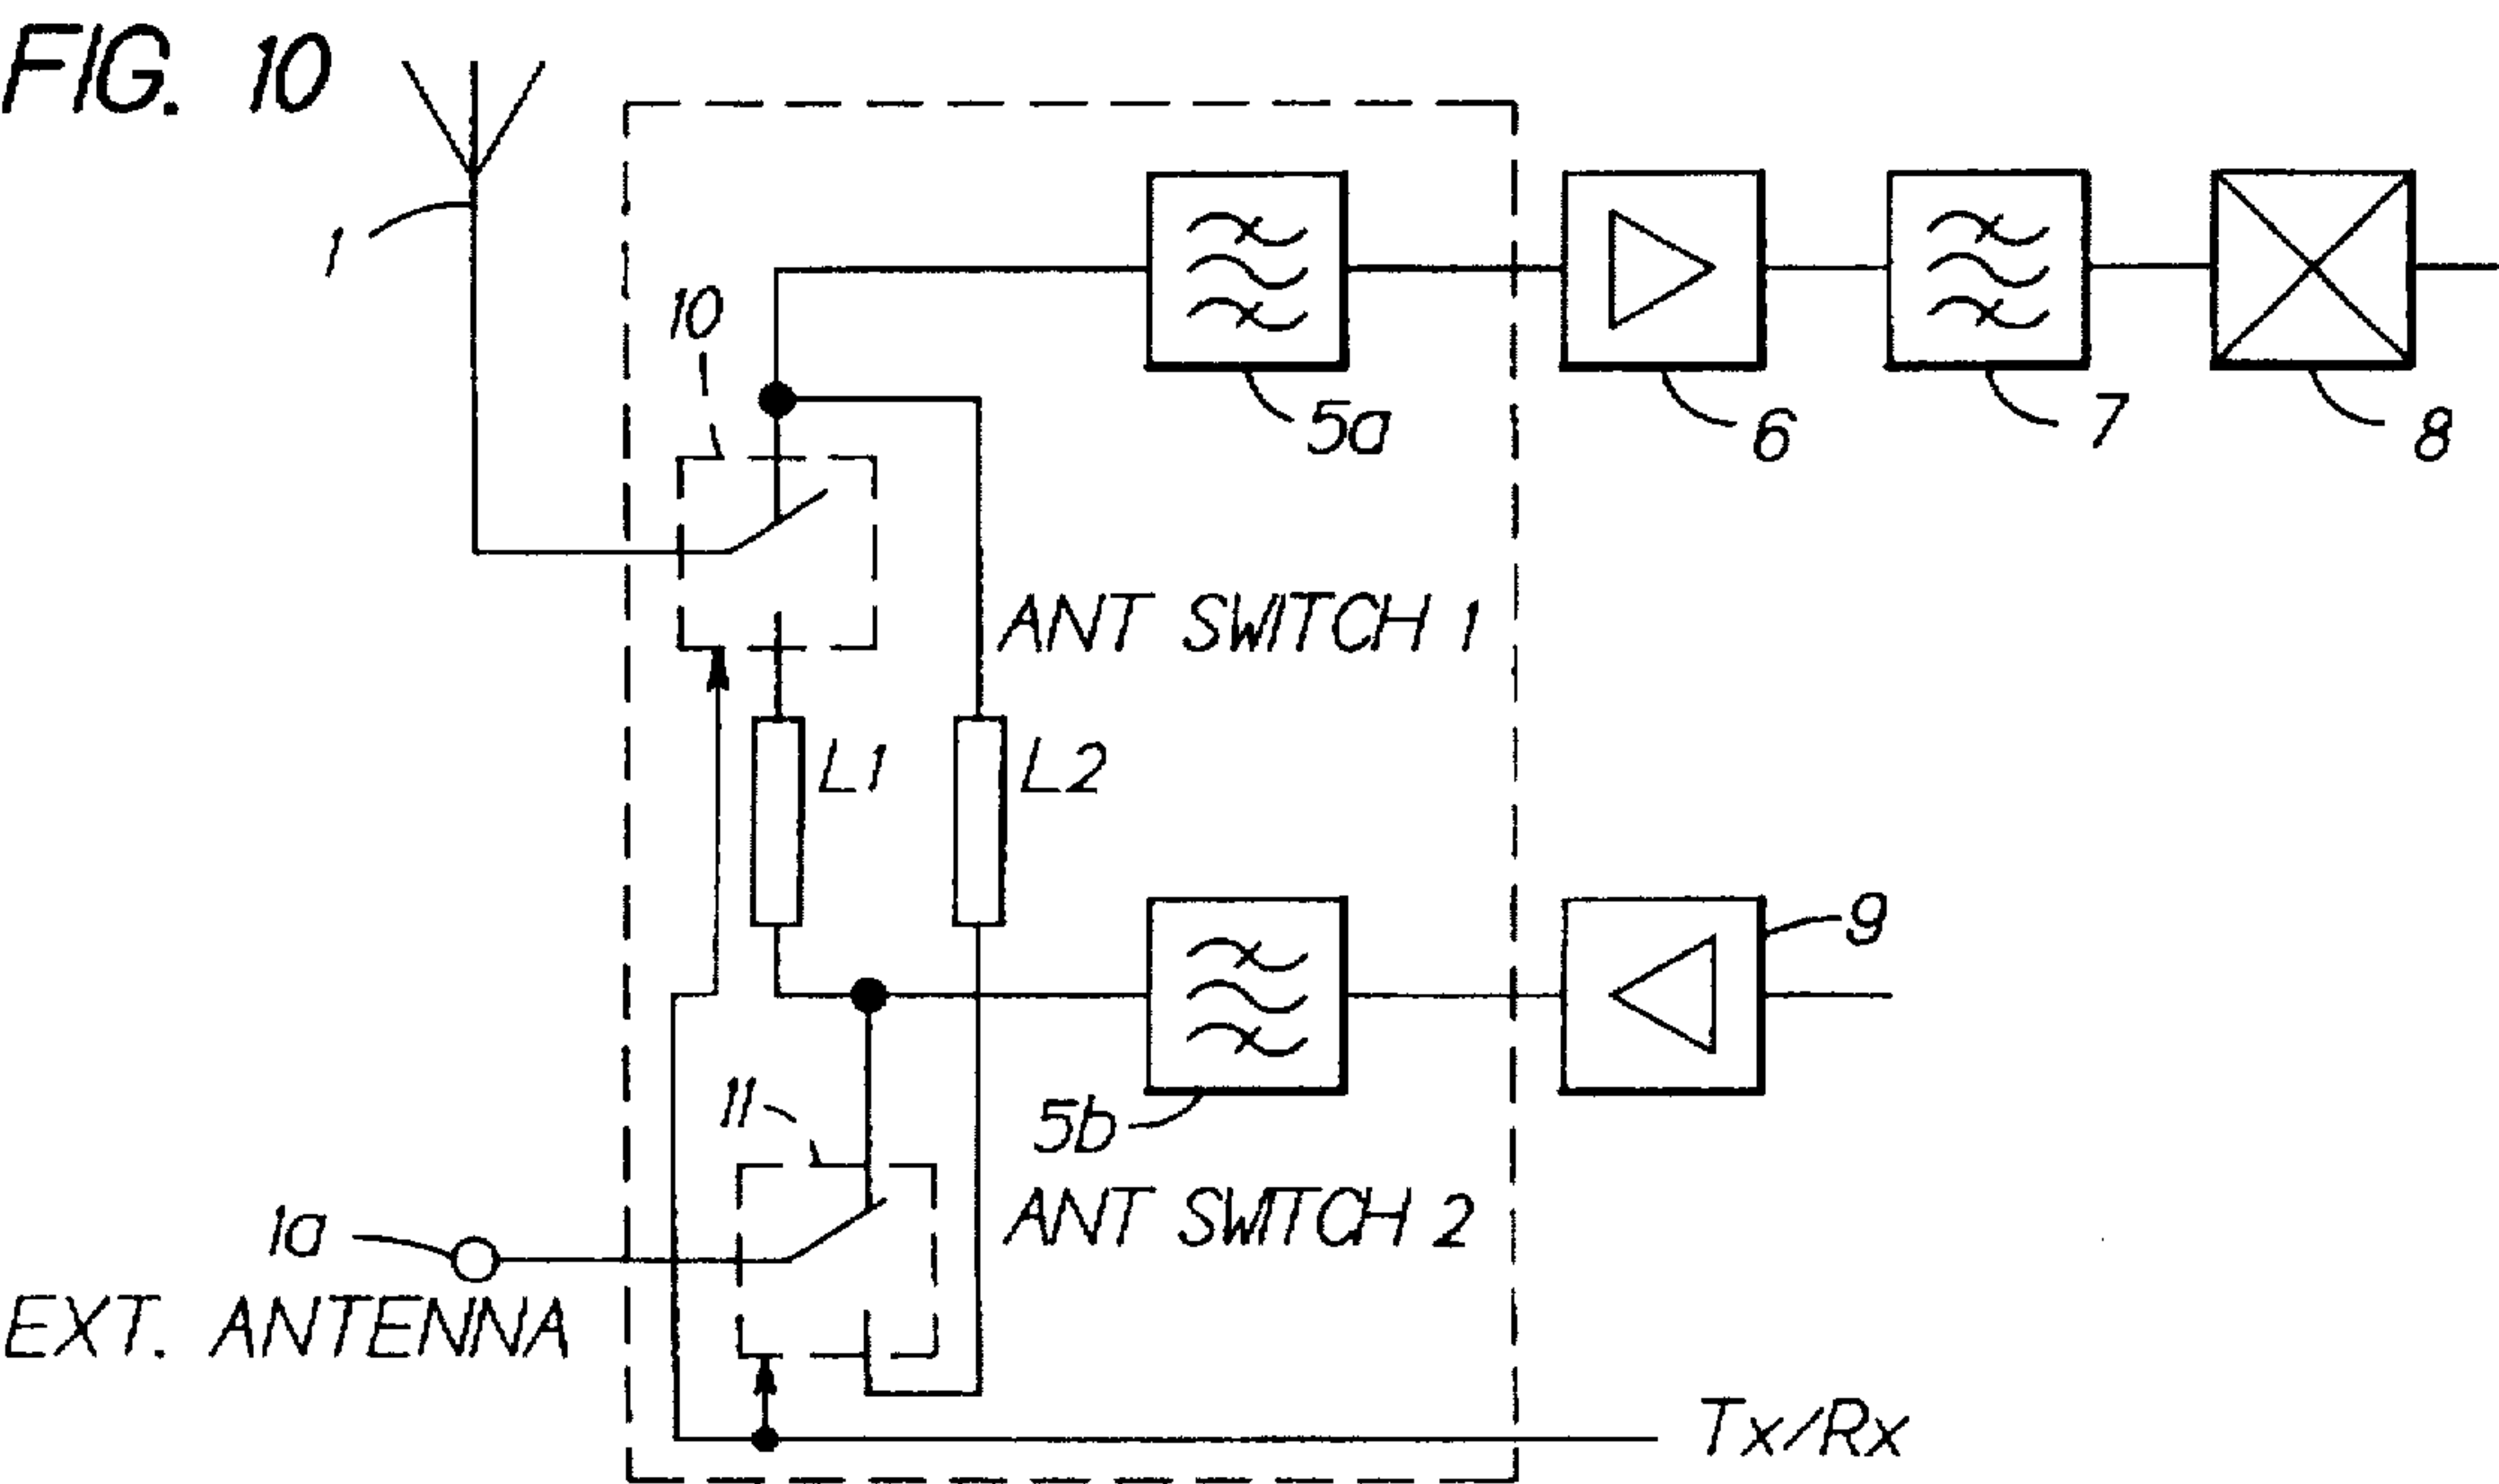 FIG. 10
1
10
5a
6
7
8
ANT SWITCH 1
L1
L2
9
11
5b
ANT SWITCH 2
1a
EXT. ANTENNA
Tx/Rx